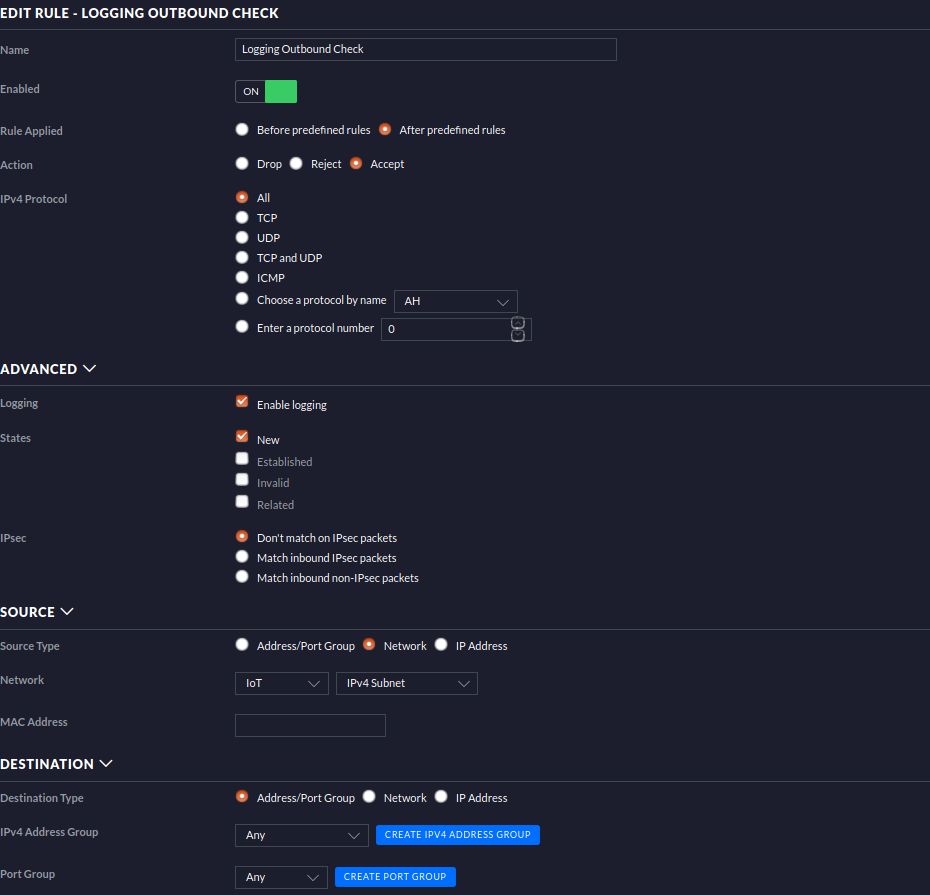 EDIT RULE - LOGGING OUTBOUND CHECK
Name Logging Outbound Check
Enabled ON
Rule Applied Before predefined rules After predefined rules
Action Drop Reject Accept
IPv4 Protocol All
TCP
UDP
TCP and UDP
ICMP
Choose a protocol by name AH
Enter a protocol number 0
ADVANCED
Logging Enable logging
States New
Established
Invalid
Related
IPsec Don't match on IPsec packets
Match inbound IPsec packets
Match inbound non-IPsec packets
SOURCE
Source Type Address/Port Group Network IP Address
Network IoT IPv4 Subnet
MAC Address
DESTINATION
Destination Type Address/Port Group Network IP Address
IPv4 Address Group Any CREATE IPV4 ADDRESS GROUP
Port Group Any CREATE PORT GROUP